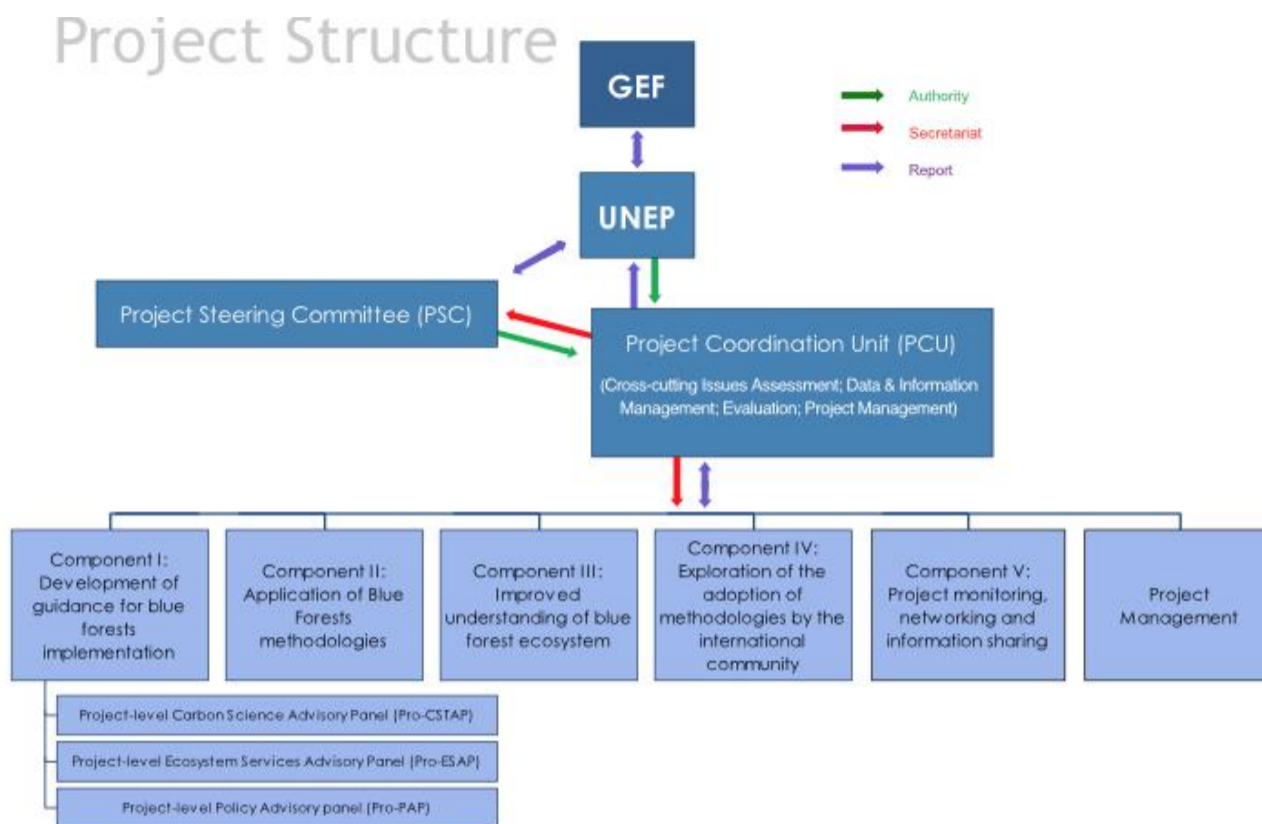 Project Structure
GEF
Authority
Secretariat
Report
UNEP
Project Steering Committee (PSC)
Project Coordination Unit (PCU)
(Cross-cutting Issues Assessment; Data & Information
Management; Evaluation; Project Management)
Component I:
Development of
guidance for blue
forests
implementation
Component II:
Application of Blue
Forests
methodologies
Component III:
Improved
understanding of blue
forest ecosystem
Component IV:
Exploration of the
adoption of
methodologies by the
international
community
Component V:
Project monitoring,
networking and
information sharing
Project
Management
Project-level Carbon Science Advisory Panel (Pro-CSTAP)
Project-level Ecosystem Services Advisory Panel (Pro-ESAP)
Project-level Policy Advisory panel (Pro-PAP)